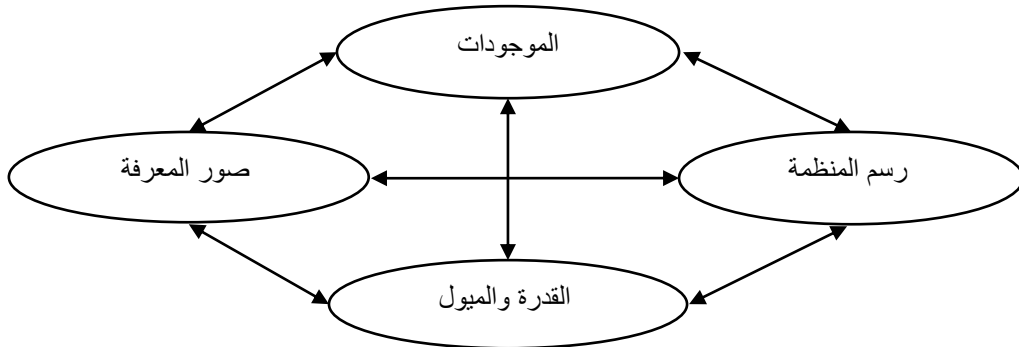 الموجودات
رسم المنظمة
صور المعرفة
القدرة والميول